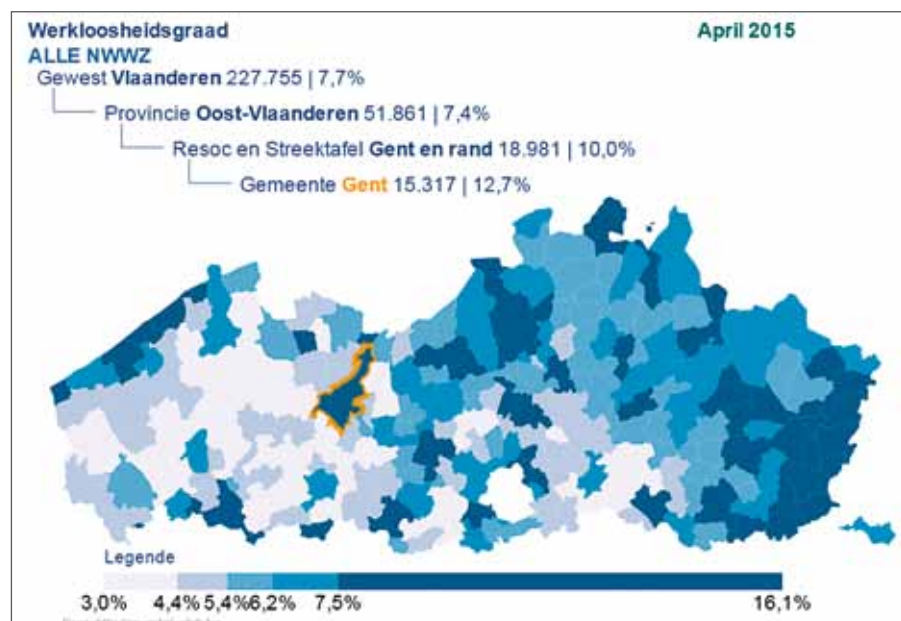 Werkloosheidsgraad
April 2015
ALLE NWWZ
Gewest Vlaanderen 227.755 | 7,7%
Provincie Oost-Vlaanderen 51.861 | 7,4%
Resoc en Streektafel Gent en rand 18.981 | 10,0%
Gemeente Gent 15.317 | 12,7%
Legende
3,0% 4,4% 5,4% 6,2% 7,5% 16,1%